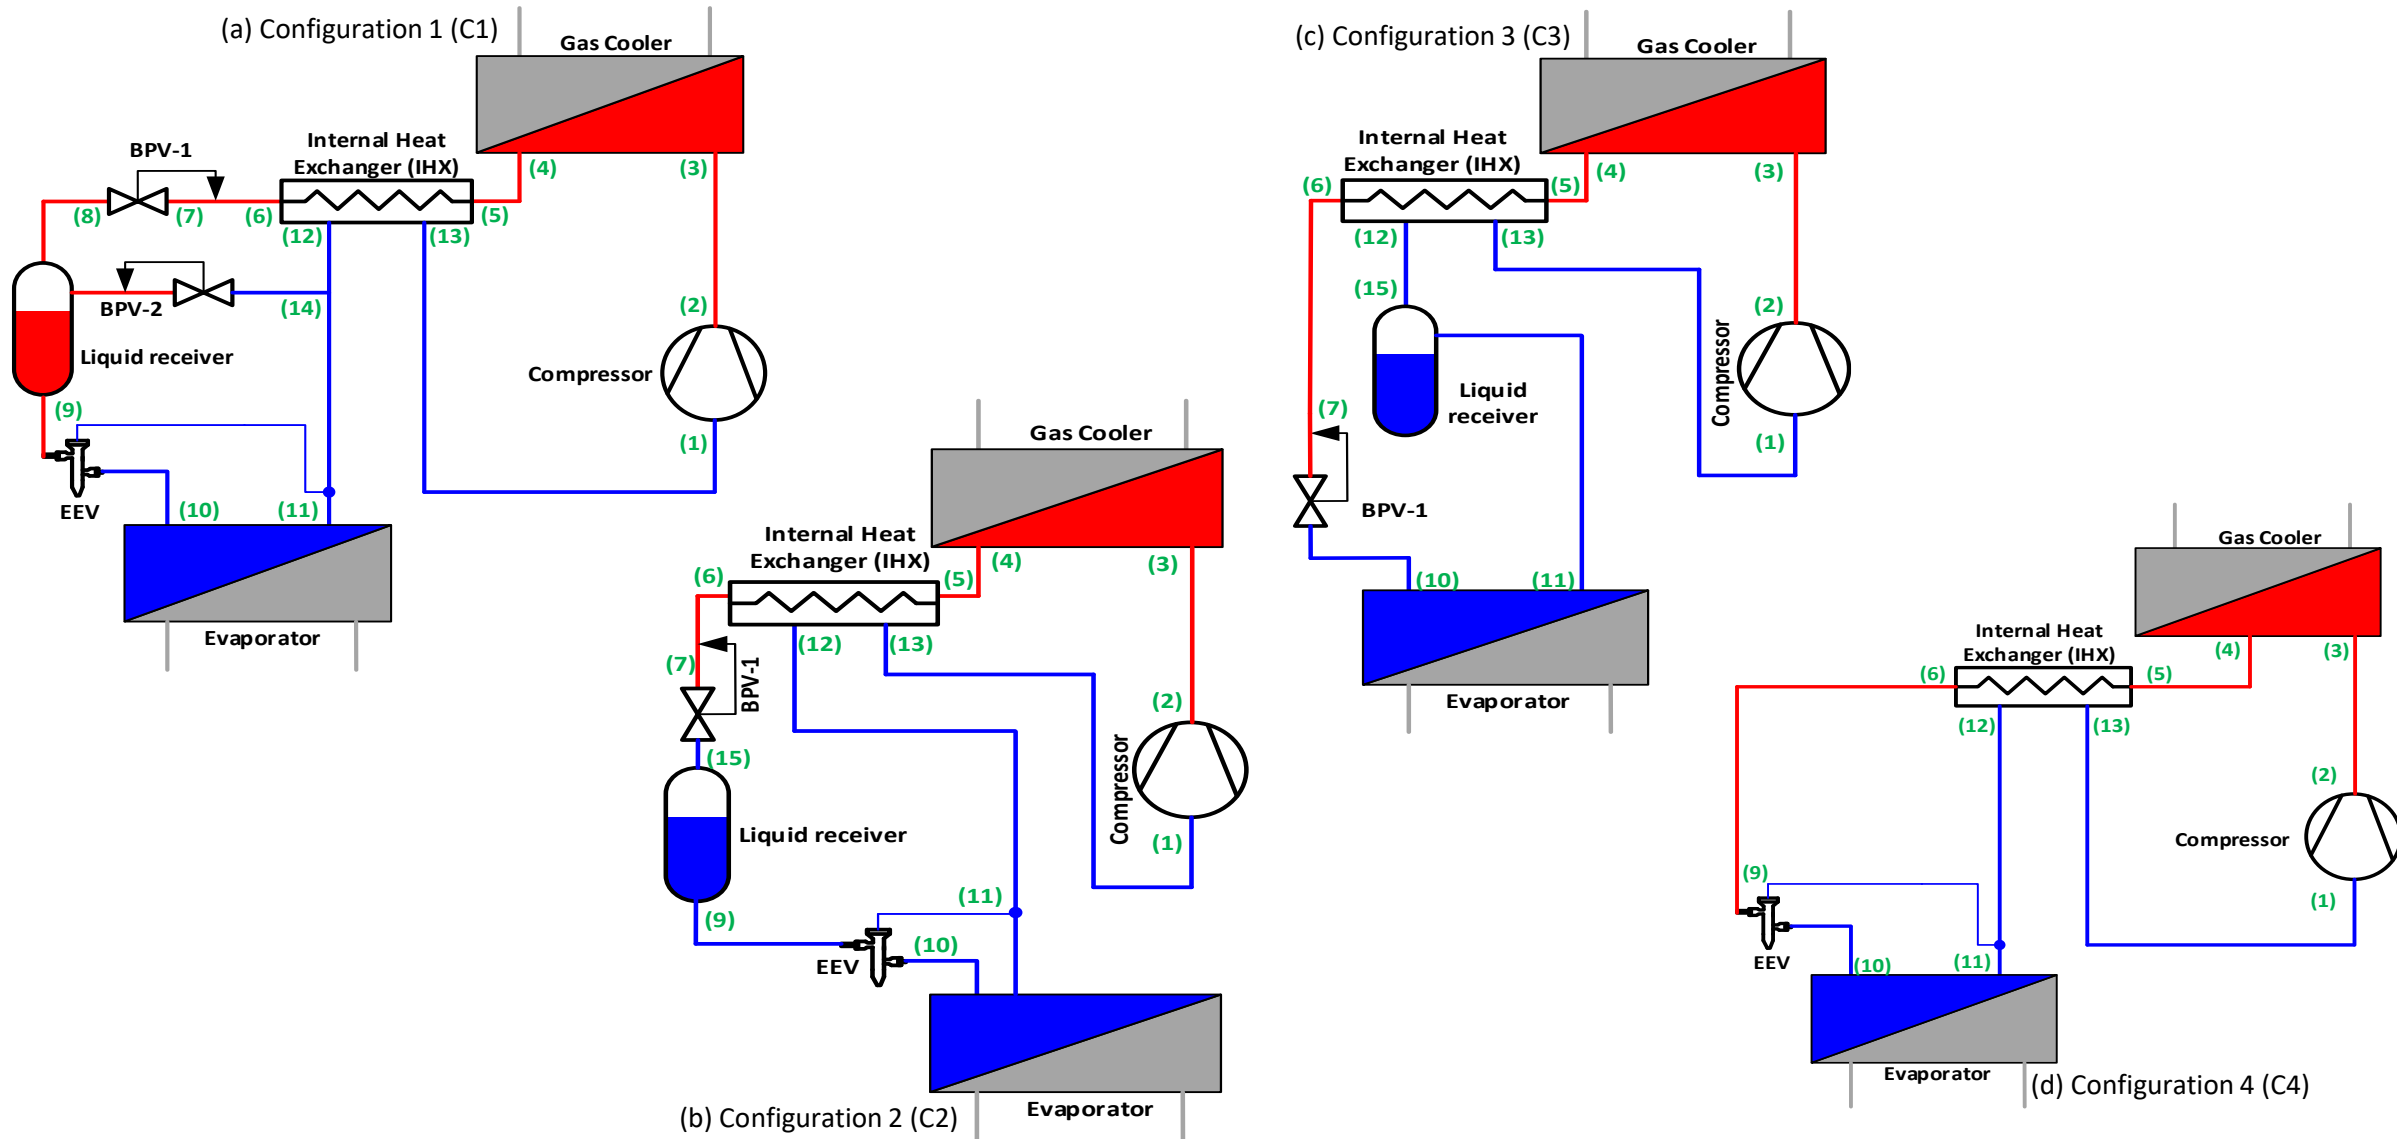 (a) Configuration 1 (C1)
Gas Cooler
Internal Heat
Exchanger (IHX)
BPV-1
(4)
(3)
(8)
(7)
(6)
(5)
(12)
(13)
BPV-2
(14)
(2)
Liquid receiver
Compressor
(9)
(1)
EEV
(10)
(11)
Evaporator
Gas Cooler
Internal Heat
Exchanger (IHX)
(4)
(3)
(6)
(5)
(12)
(13)
(7)
BPV-1
(2)
(15)
Compressor
Liquid receiver
(1)
(11)
(9)
(10)
EEV
Evaporator
(b) Configuration 2 (C2)
(c) Configuration 3 (C3)
Gas Cooler
Internal Heat
Exchanger (IHX)
(4)
(3)
(6)
(5)
(12)
(13)
(15)
(2)
Compressor
Liquid
receiver
(7)
(1)
BPV-1
(10)
(11)
Evaporator
Gas Cooler
Internal Heat
Exchanger (IHX)
(4)
(3)
(6)
(5)
(12)
(13)
(2)
Compressor
(9)
(1)
EEV
(10)
(11)
Evaporator
(d) Configuration 4 (C4)